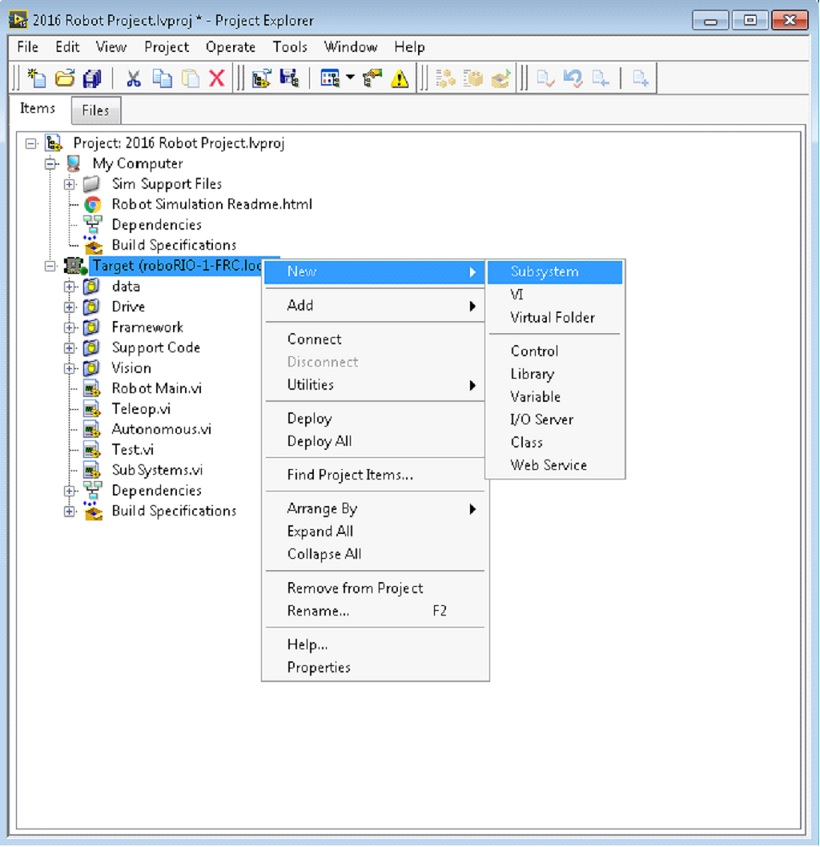 2016 Robot Project.lvproj * - Project Explorer
File Edit View Project Operate Tools Window Help
Items Files
Project: 2016 Robot Project.lvproj
My Computer
Sim Support Files
Robot Simulation Readme.html
Dependencies
Build Specifications
Target (roboRIO-1-FRC.loc
data
Drive
Framework
Support Code
Vision
Robot Main.vi
Teleop.vi
Autonomous.vi
Test.vi
SubSystems.vi
Dependencies
Build Specifications
New
Add
Connect
Disconnect
Utilities
Deploy
Deploy All
Find Project Items...
Arrange By
Expand All
Collapse All
Remove from Project
Rename... F2
Help...
Properties
Subsystem
VI
Virtual Folder
Control
Library
Variable
I/O Server
Class
Web Service